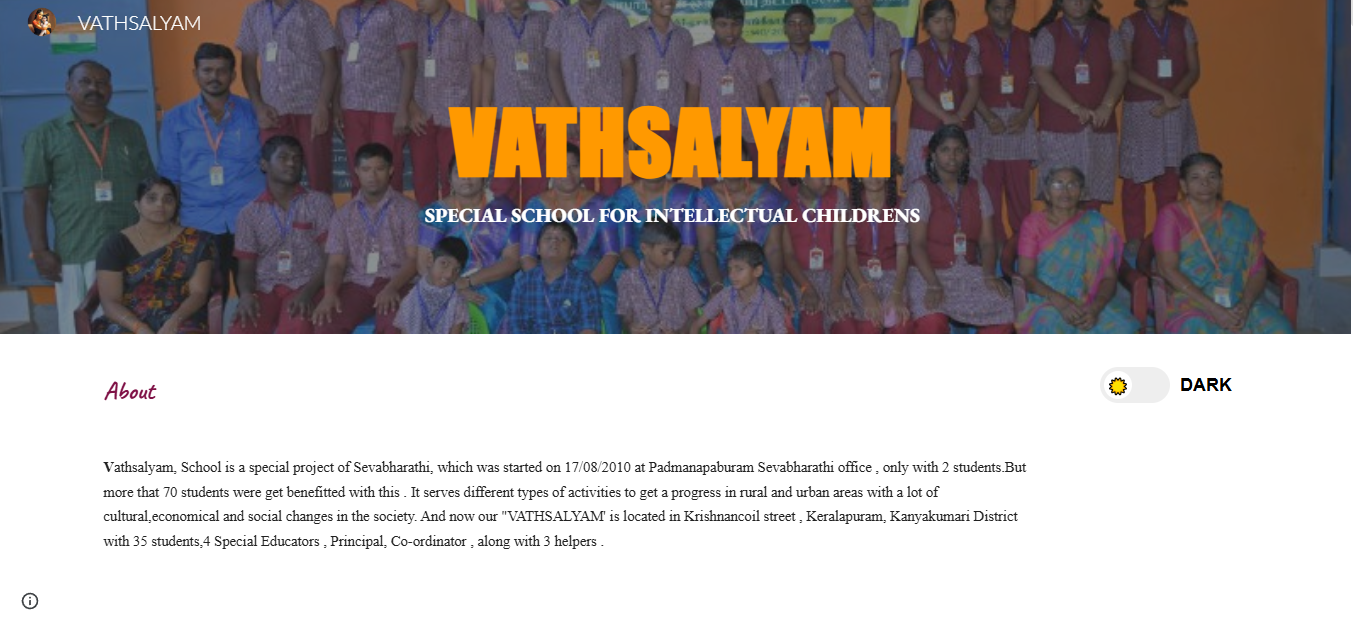 VATHSALYAM
VATHSALYAM
SPECIAL SCHOOL FOR INTELLECTUAL CHILDRENS
About
DARK
Vathsalyam, School is a special project of Sevabharathi, which was started on 17/08/2010 at Padmanapaburam Sevabharathi office , only with 2 students.But
more that 70 students were get benefitted with this . It serves different types of activities to get a progress in rural and urban areas with a lot of
cultural,economical and social changes in the society. And now our "VATHSALYAM' is located in Krishnancoil street , Keralapuram, Kanyakumari District
with 35 students,4 Special Educators , Principal, Co-ordinator , along with 3 helpers .